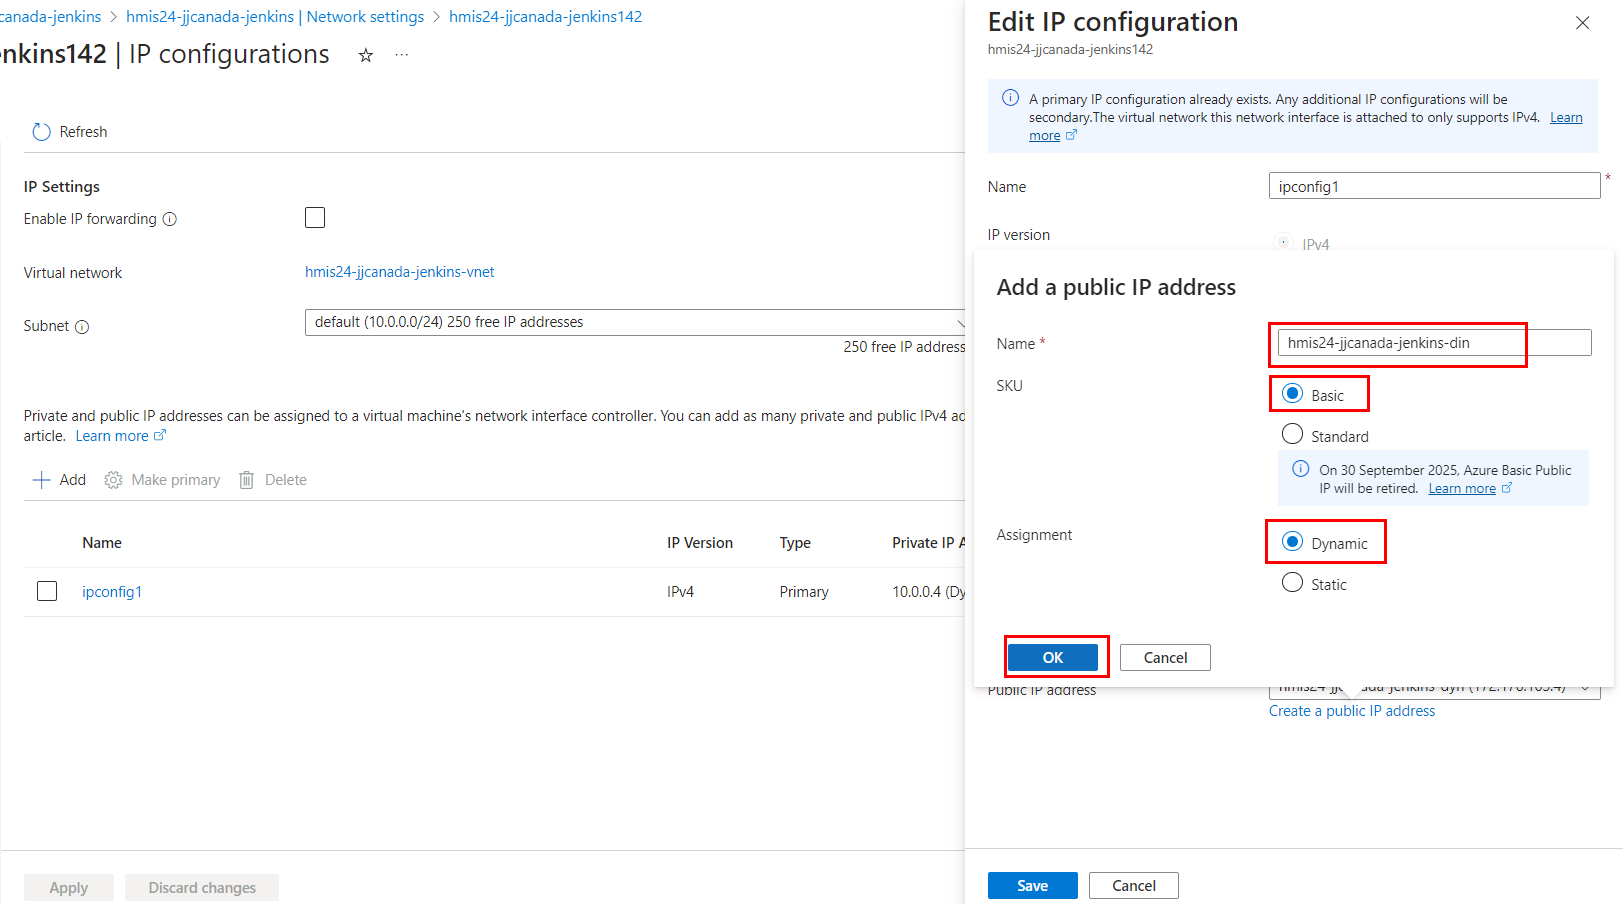 canada-jenkins > hmis24-jjcanada-jenkins | Network settings > hmis24-jjcanada-jenkins142
enkins142 | IP configurations
Refresh
IP Settings
Enable IP forwarding
Virtual network
hmis24-jjcanada-jenkins-vnet
Subnet
default (10.0.0.0/24) 250 free IP addresses
250 free IP address
Private and public IP addresses can be assigned to a virtual machine's network interface controller. You can add as many private and public IPv4 ad
article. Learn more
Add Make primary Delete
Name IP Version Type Private IP A
ipconfig1 IPv4 Primary 10.0.0.4 (Dy
Apply Discard changes
Edit IP configuration
hmis24-jjcanada-jenkins142
A primary IP configuration already exists. Any additional IP configurations will be
secondary.The virtual network this network interface is attached to only supports IPv4. Learn
more
Name
ipconfig1 *
IP version
IPv4
Add a public IP address
Name *
hmis24-jjcanada-jenkins-din
SKU
Basic
Standard
On 30 September 2025, Azure Basic Public
IP will be retired. Learn more
Assignment
Dynamic
Static
OK Cancel
Public IP address
Create a public IP address
Save Cancel